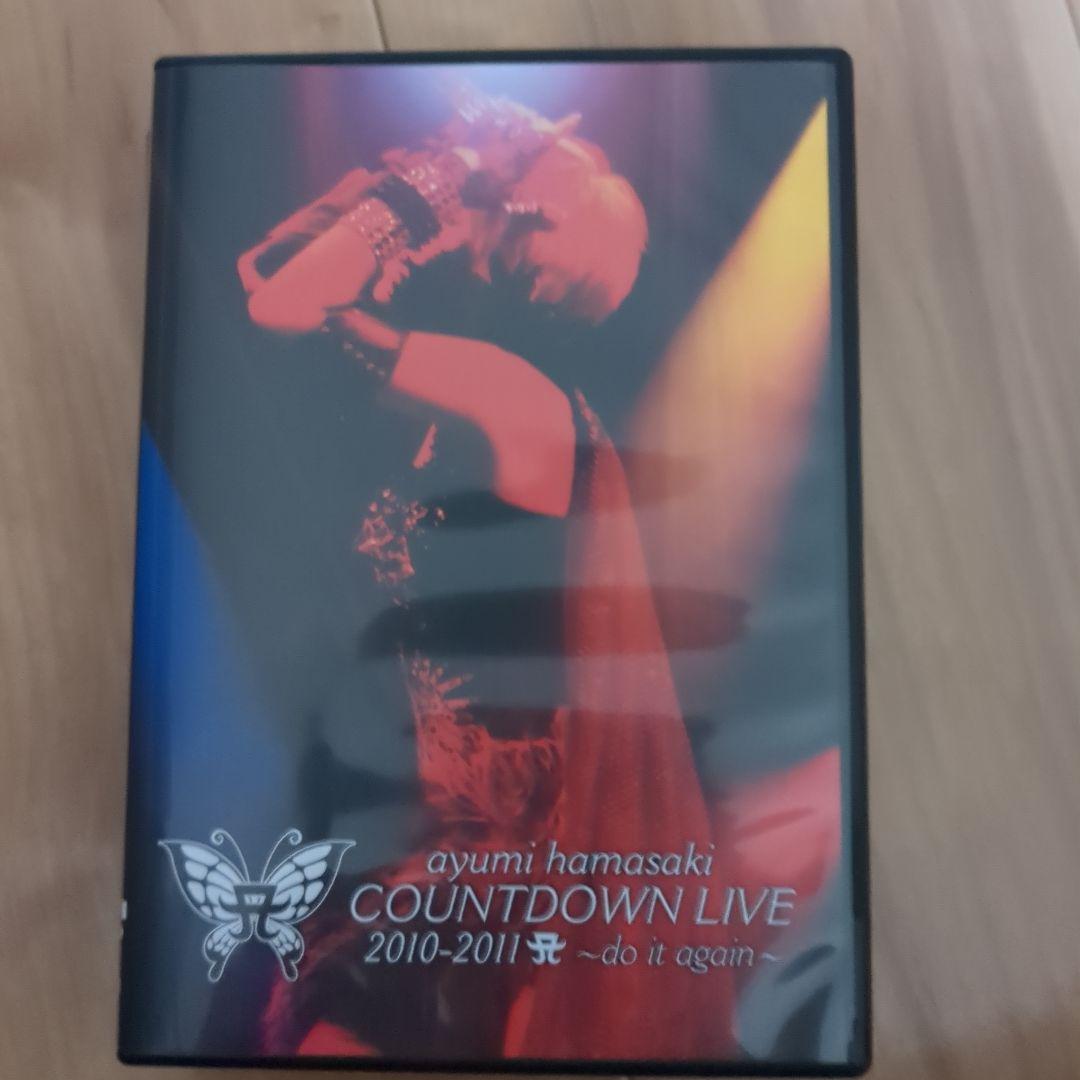 ayumi hamasaki
COUNTDOWN LIVE
2010-2011 A ~do it again~